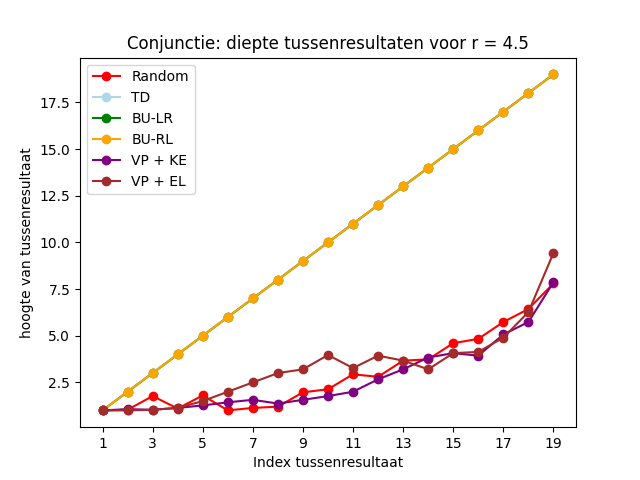 Conjunctie: diepte tussenresultaten voor r = 4.5
Random
TD
BU-LR
BU-RL
VP + KE
VP + EL
hoogte van tussenresultaat
17.5
15.0
12.5
10.0
7.5
5.0
2.5
1 3 5 7 9 11 13 15 17 19
Index tussenresultaat